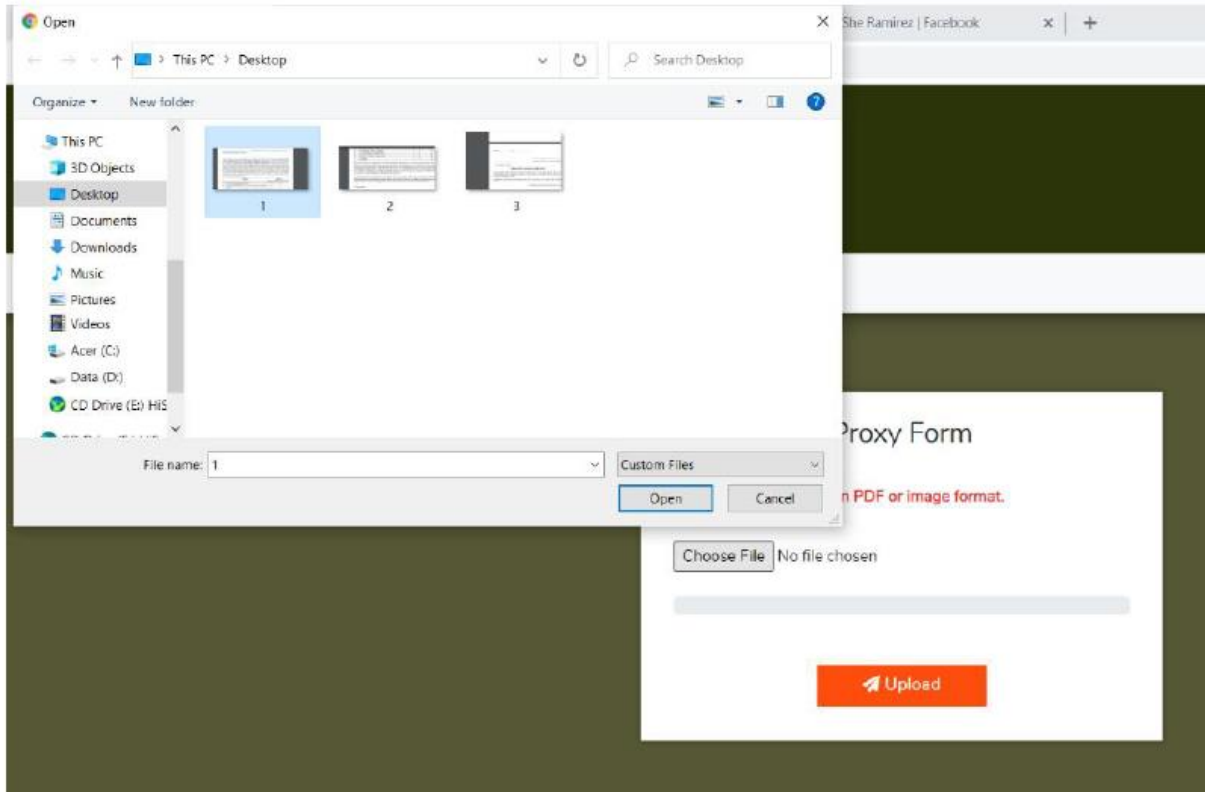 Open
She Ramirez | Facebook
This PC > Desktop
Search Desktop
Organize
New folder
This PC
3D Objects
Desktop
Documents
Downloads
Music
Pictures
Videos
Acer (C:)
Data (D:)
CD Drive (E:) HiS
1
2
3
File name: 1
Custom Files
Open
Cancel
Proxy Form
n PDF or image format.
Choose File No file chosen
Upload